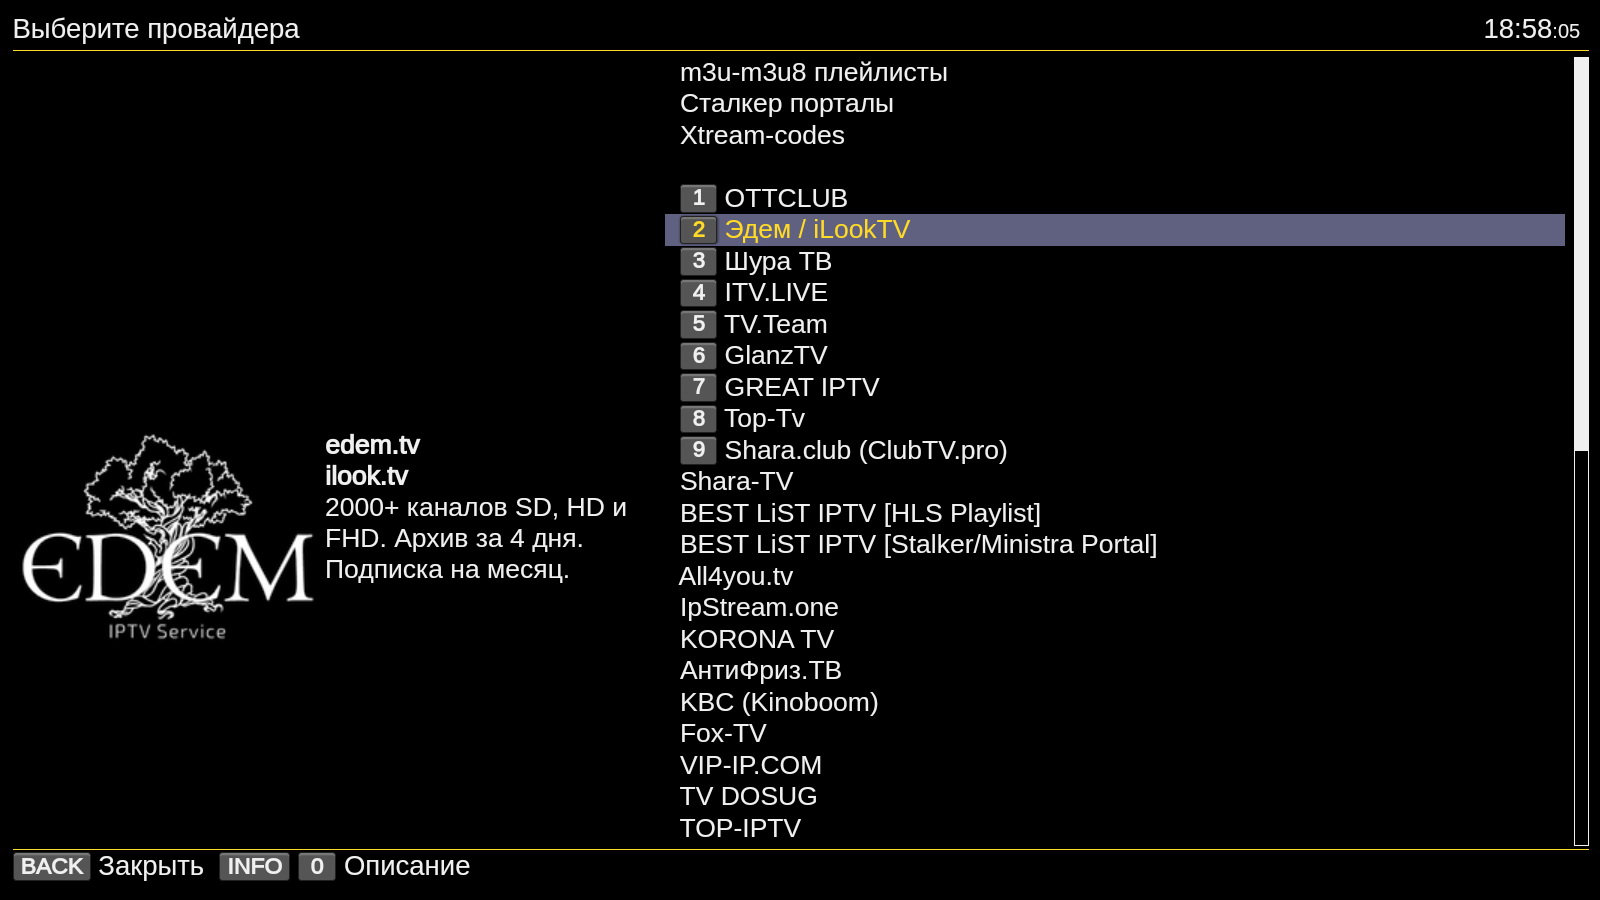 Выберите провайдера
18:58:05
m3u-m3u8 плейлисты
Сталкер порталы
Xtream-codes
1 OTTCLUB
2 Эдем / iLookTV
3 Шура ТВ
4 ITV.LIVE
5 TV.Team
6 GlanzTV
7 GREAT IPTV
8 Top-Tv
9 Shara.club (ClubTV.pro)
Shara-TV
BEST LiST IPTV [HLS Playlist]
BEST LiST IPTV [Stalker/Ministra Portal]
All4you.tv
IpStream.one
KORONA TV
АнтиФриз.ТВ
KBC (Kinoboom)
Fox-TV
VIP-IP.COM
TV DOSUG
TOP-IPTV
EDEM
IPTV Service
edem.tv
ilook.tv
2000+ каналов SD, HD и
FHD. Архив за 4 дня.
Подписка на месяц.
BACK Закрыть INFO 0 Описание